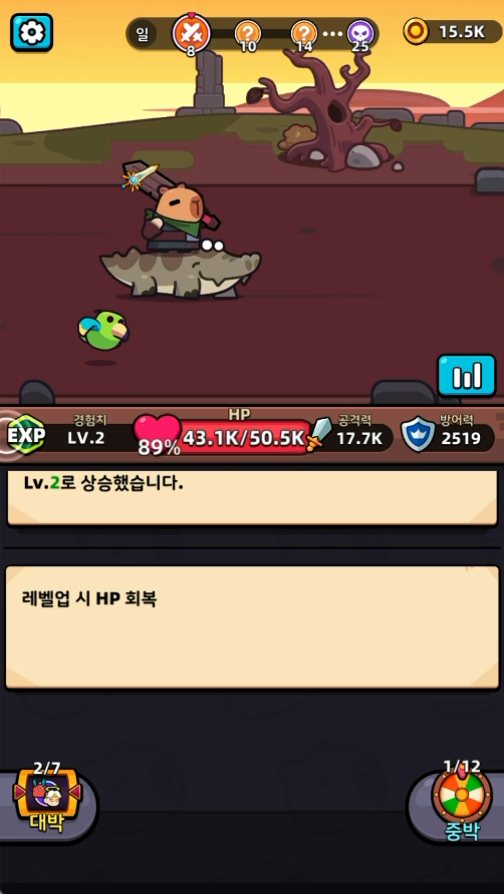 일
8
10
14
25
15.5K
EXP
경험치
LV.2
89%
HP
43.1K/50.5K
공격력
17.7K
방어력
2519
Lv.2로 상승했습니다.
레벨업 시 HP 회복
2/7
대박
1/12
중박